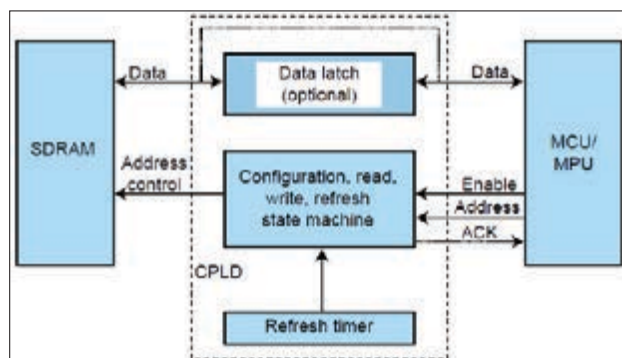 Data
Data latch
(optional)
Data
SDRAM
MCU/
MPU
Address
control
Configuration, read,
write, refresh
state machine
Enable
Address
ACK
CPLD
Refresh timer